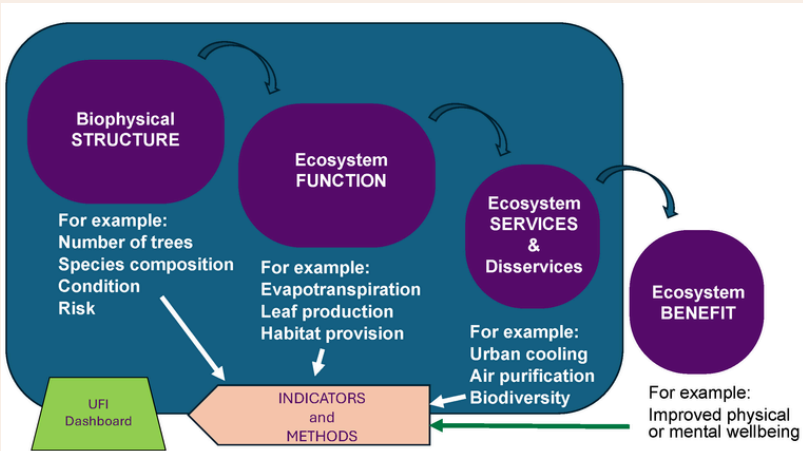 Biophysical
STRUCTURE
For example:
Number of trees
Species composition
Condition
Risk
Ecosystem
FUNCTION
For example:
Evapotranspiration
Leaf production
Habitat provision
Ecosystem
SERVICES
&
Disservices
For example:
Urban cooling
Air purification
Biodiversity
Ecosystem
BENEFIT
For example:
Improved physical
or mental wellbeing
INDICATORS
and
METHODS
UFI
Dashboard